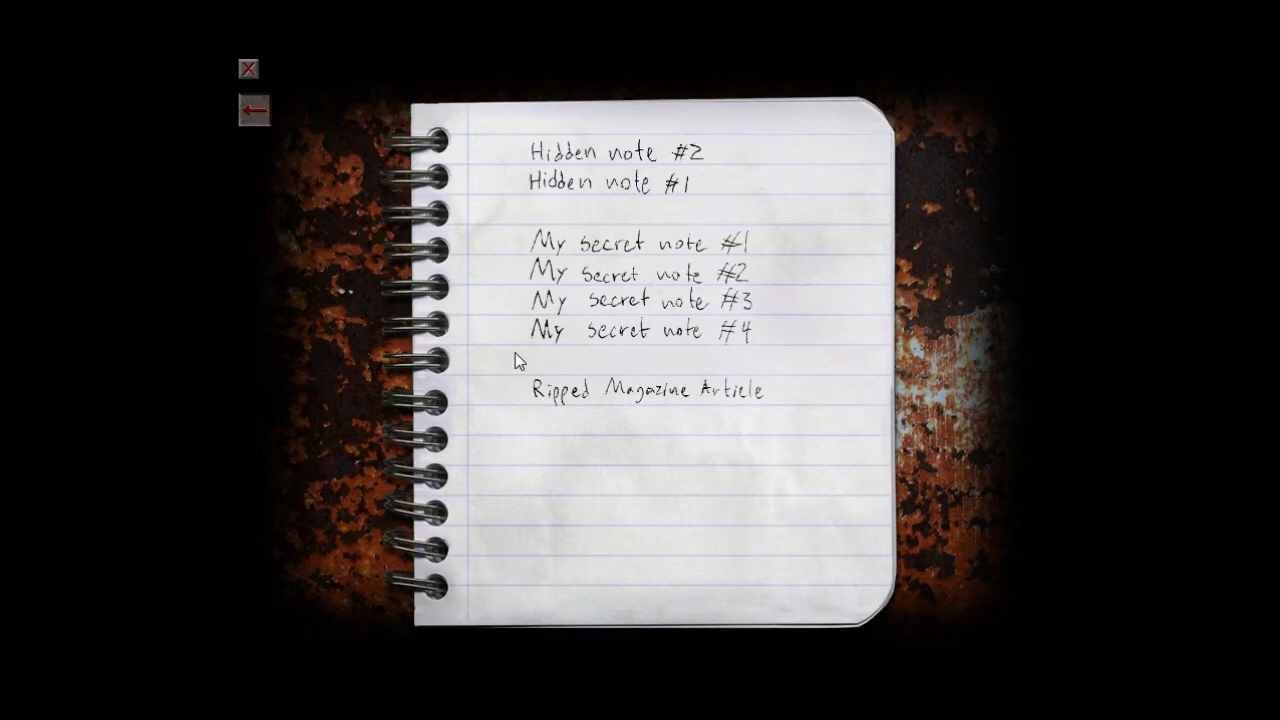 Hidden note #2
Hidden note #1
My secret note #1
My secret note #2
My secret note #3
My secret note #4
Ripped Magazine Article